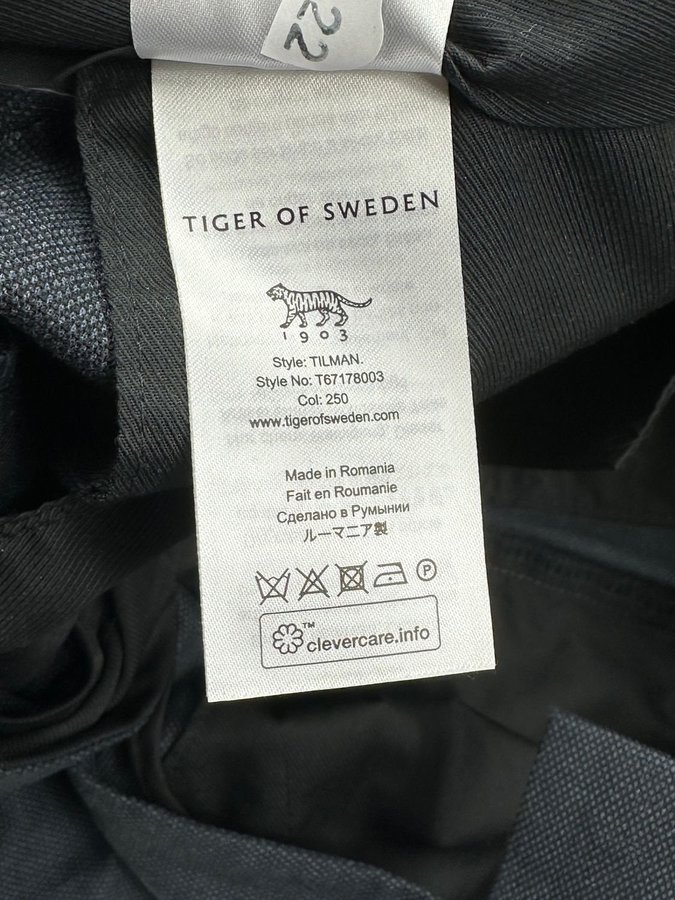 22
TIGER OF SWEDEN
1903
Style: TILMAN.
Style No: T67178003
Col: 250
www.tigerofsweden.com
Made in Romania
Fait en Roumanie
Сделано в Румынии
ルーマニア製
P
™
clevercare.info